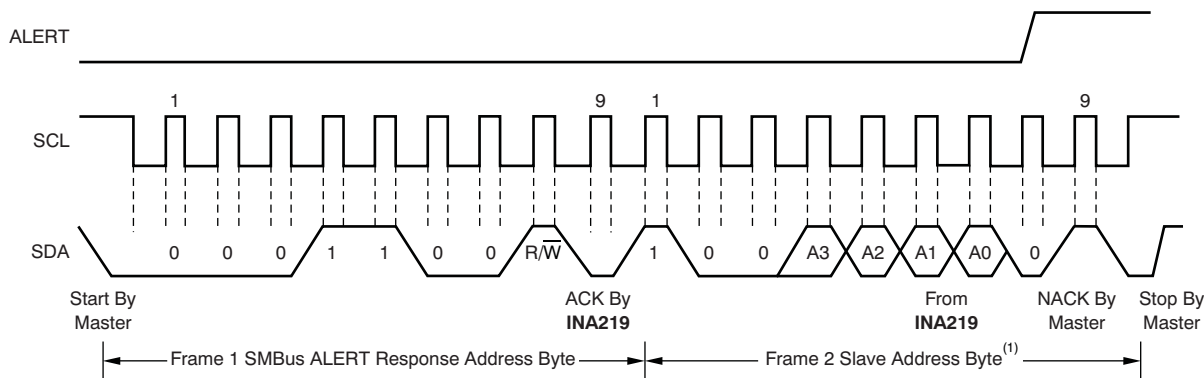 ALERT
1 9 1 9
SCL
SDA 0 0 0 1 1 0 0 R/W̅ 1 0 0 A3 A2 A1 A0 0
Start By
Master
ACK By
INA219
From
INA219
NACK By
Master
Stop By
Master
Frame 1 SMBus ALERT Response Address Byte
Frame 2 Slave Address Byte(1)